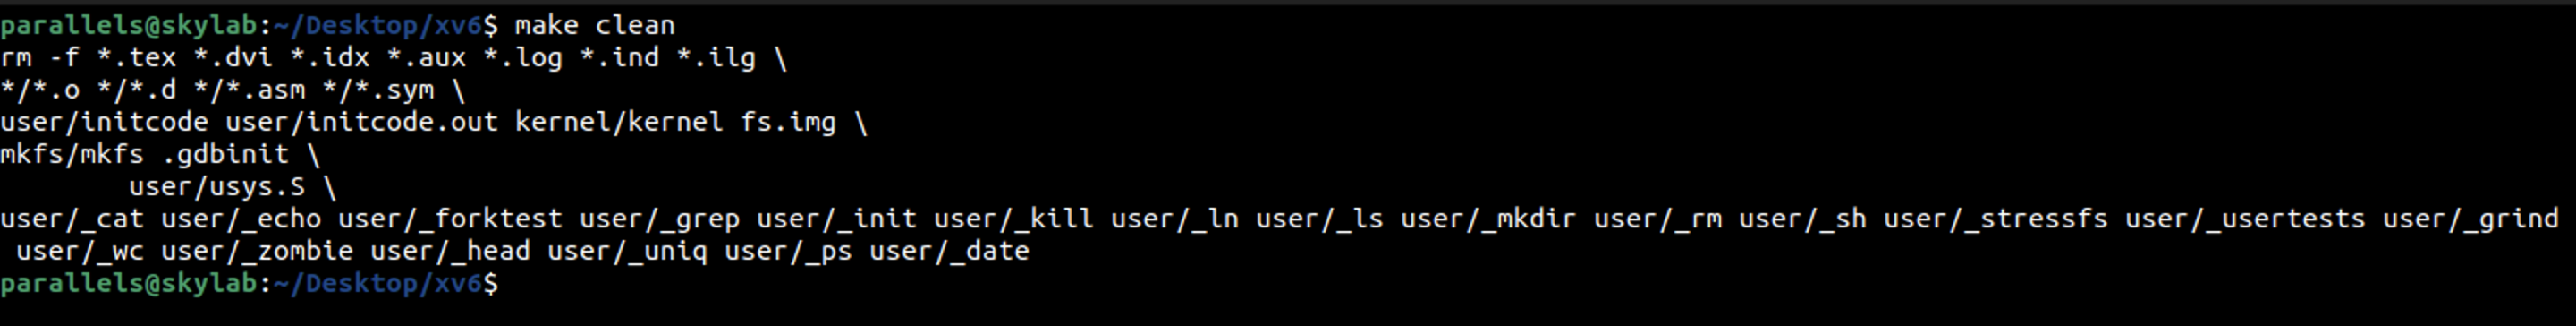 parallels@skylab:~/Desktop/xv6$ make clean
rm -f *.tex *.dvi *.idx *.aux *.log *.ind *.ilg \
*/*.o */*.d */*.asm */*.sym \
user/initcode user/initcode.out kernel/kernel fs.img \
mkfs/mkfs .gdbinit \
        user/usys.S \
user/_cat user/_echo user/_forktest user/_grep user/_init user/_kill user/_ln user/_ls user/_mkdir user/_rm user/_sh user/_stressfs user/_usertests user/_grind
 user/_wc user/_zombie user/_head user/_uniq user/_ps user/_date
parallels@skylab:~/Desktop/xv6$